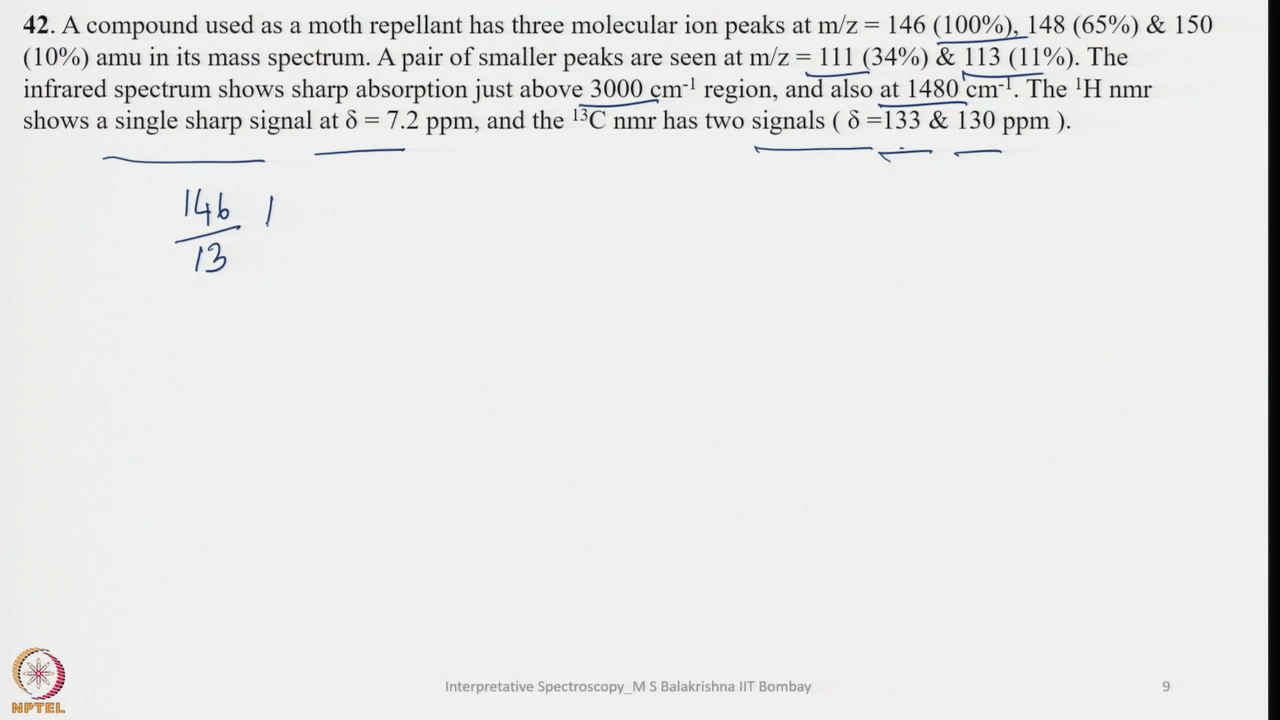 42. A compound used as a moth repellant has three molecular ion peaks at m/z = 146 (100%), 148 (65%) & 150
(10%) amu in its mass spectrum. A pair of smaller peaks are seen at m/z = 111 (34%) & 113 (11%). The
infrared spectrum shows sharp absorption just above 3000 cm⁻¹ region, and also at 1480 cm⁻¹. The ¹H nmr
shows a single sharp signal at δ = 7.2 ppm, and the ¹³C nmr has two signals ( δ =133 & 130 ppm ).
146 1
13
NPTEL
Interpretative Spectroscopy_M S Balakrishna IIT Bombay
9